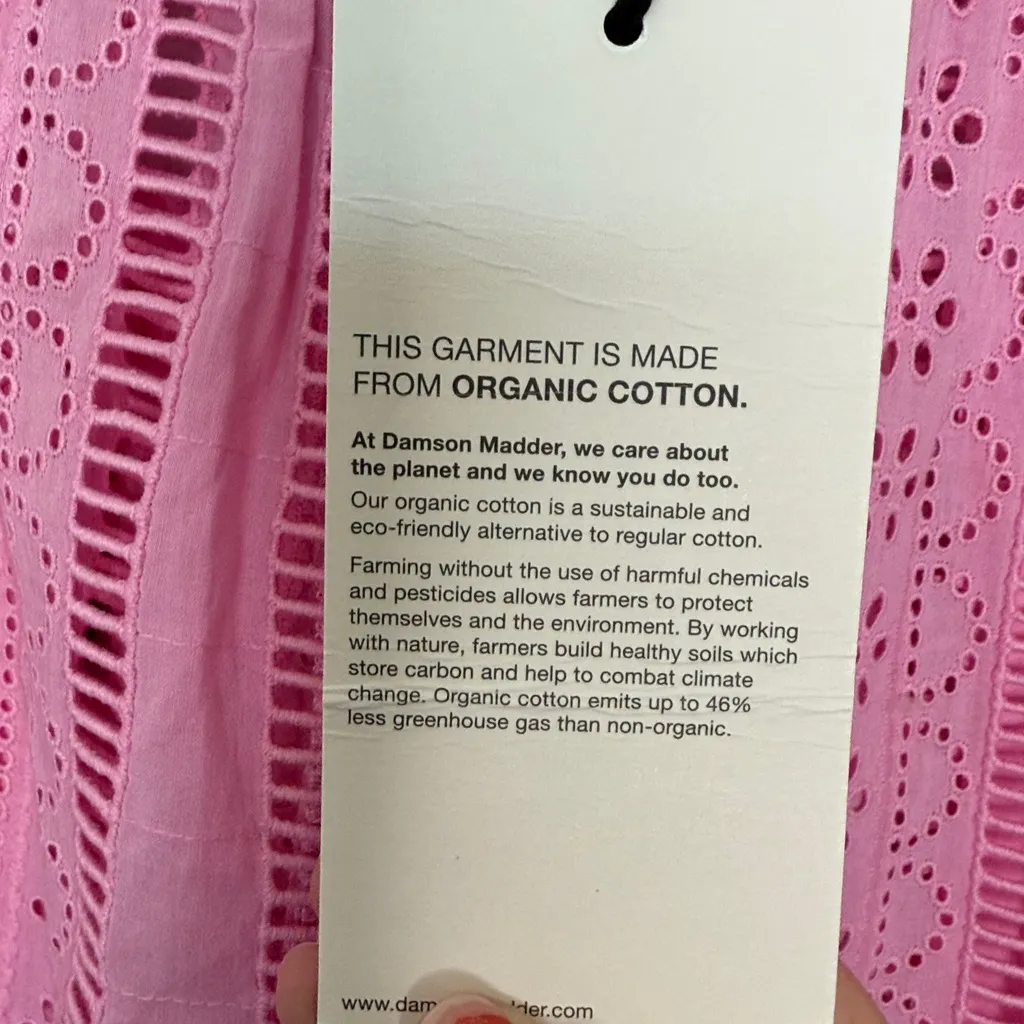 THIS GARMENT IS MADE
FROM ORGANIC COTTON.
At Damson Madder, we care about
the planet and we know you do too.
Our organic cotton is a sustainable and
eco-friendly alternative to regular cotton.
Farming without the use of harmful chemicals
and pesticides allows farmers to protect
themselves and the environment. By working
with nature, farmers build healthy soils which
store carbon and help to combat climate
change. Organic cotton emits up to 46%
less greenhouse gas than non-organic.